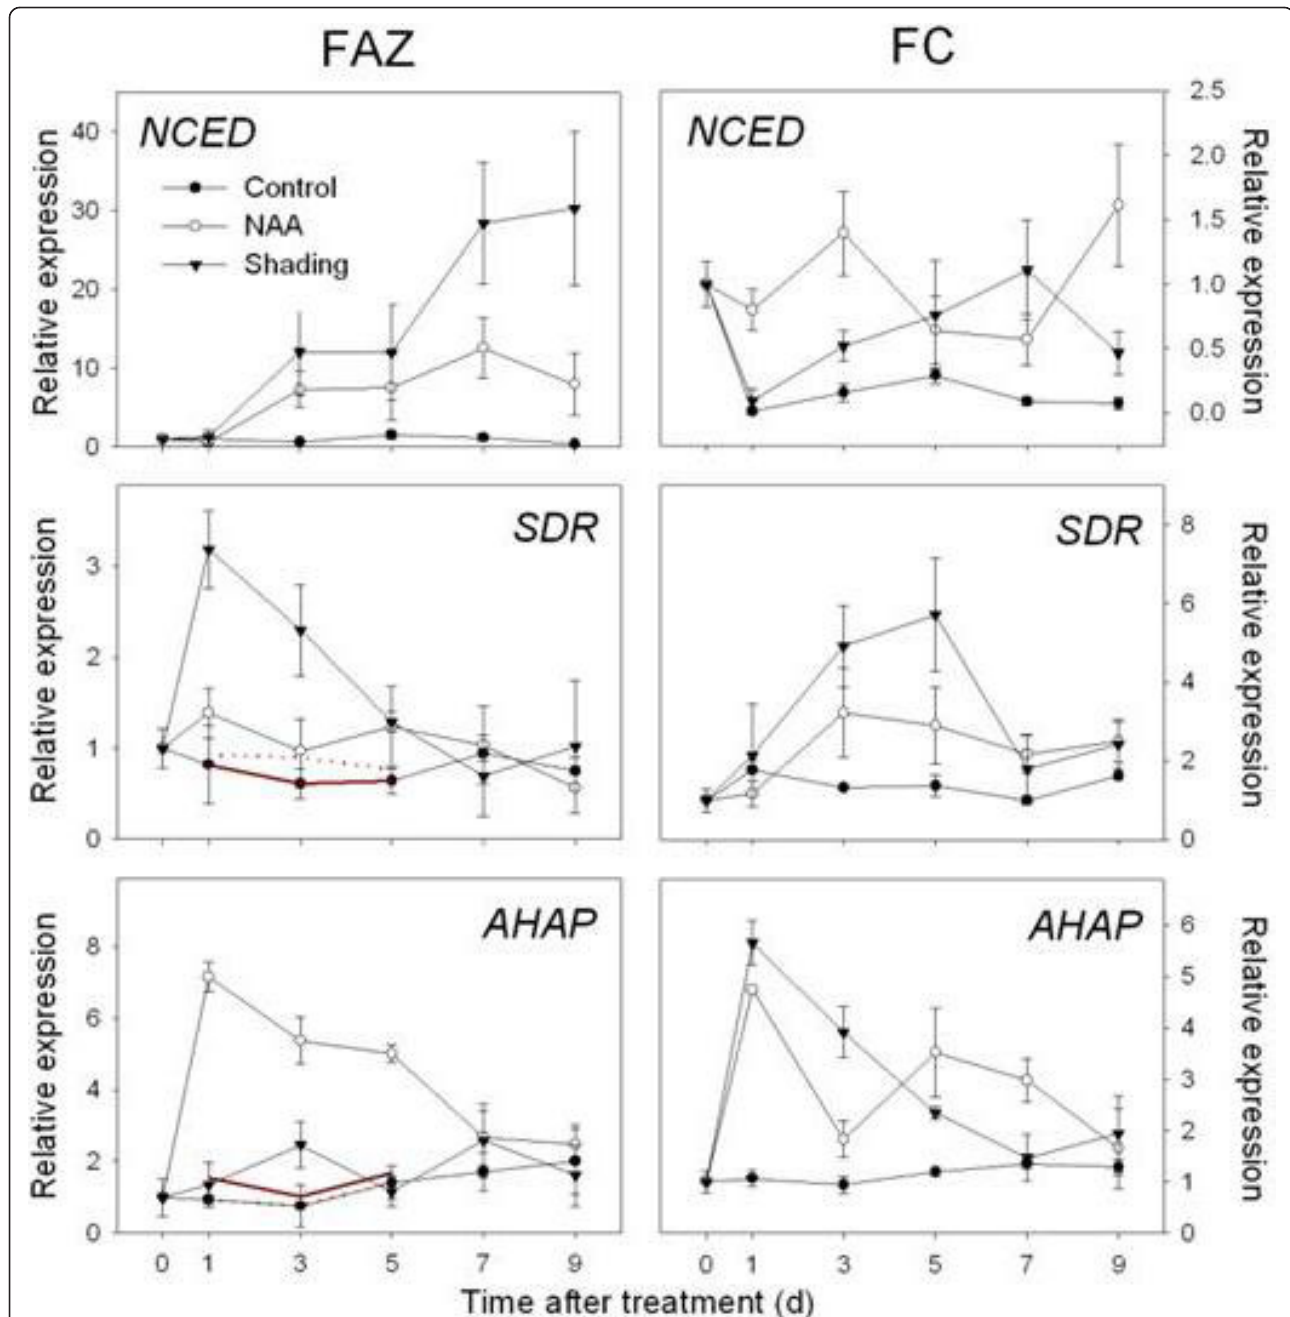 FAZ FC
NCED
Control
NAA
Shading
Relative expression
40
30
20
10
0
NCED
2.5
2.0
1.5
1.0
0.5
0.0
Relative expression
SDR
Relative expression
3
2
1
0
SDR
8
6
4
2
0
Relative expression
AHAP
Relative expression
8
6
4
2
0
0 1 3 5 7 9
AHAP
6
5
4
3
2
1
0
Relative expression
0 1 3 5 7 9
Time after treatment (d)